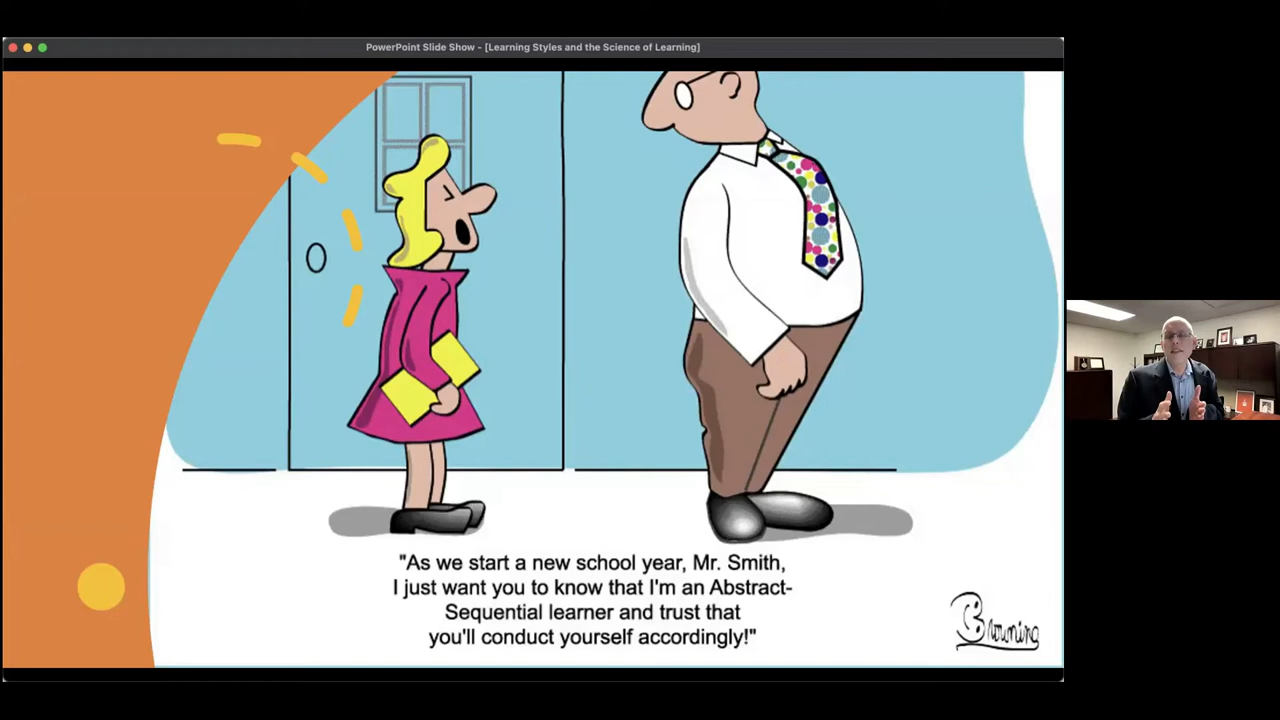 PowerPoint Slide Show - [Learning Styles and the Science of Learning]
"As we start a new school year, Mr. Smith,
I just want you to know that I'm an Abstract-
Sequential learner and trust that
you'll conduct yourself accordingly!"
Browning